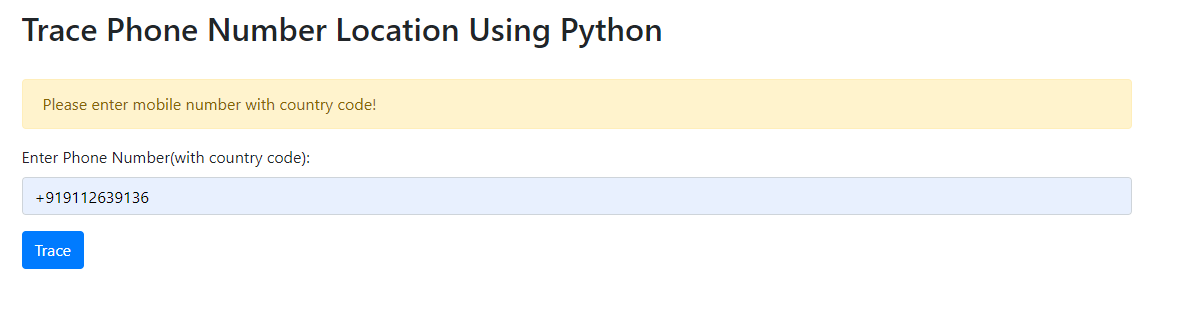 Trace Phone Number Location Using Python
Please enter mobile number with country code!
Enter Phone Number(with country code):
+919112639136
Trace